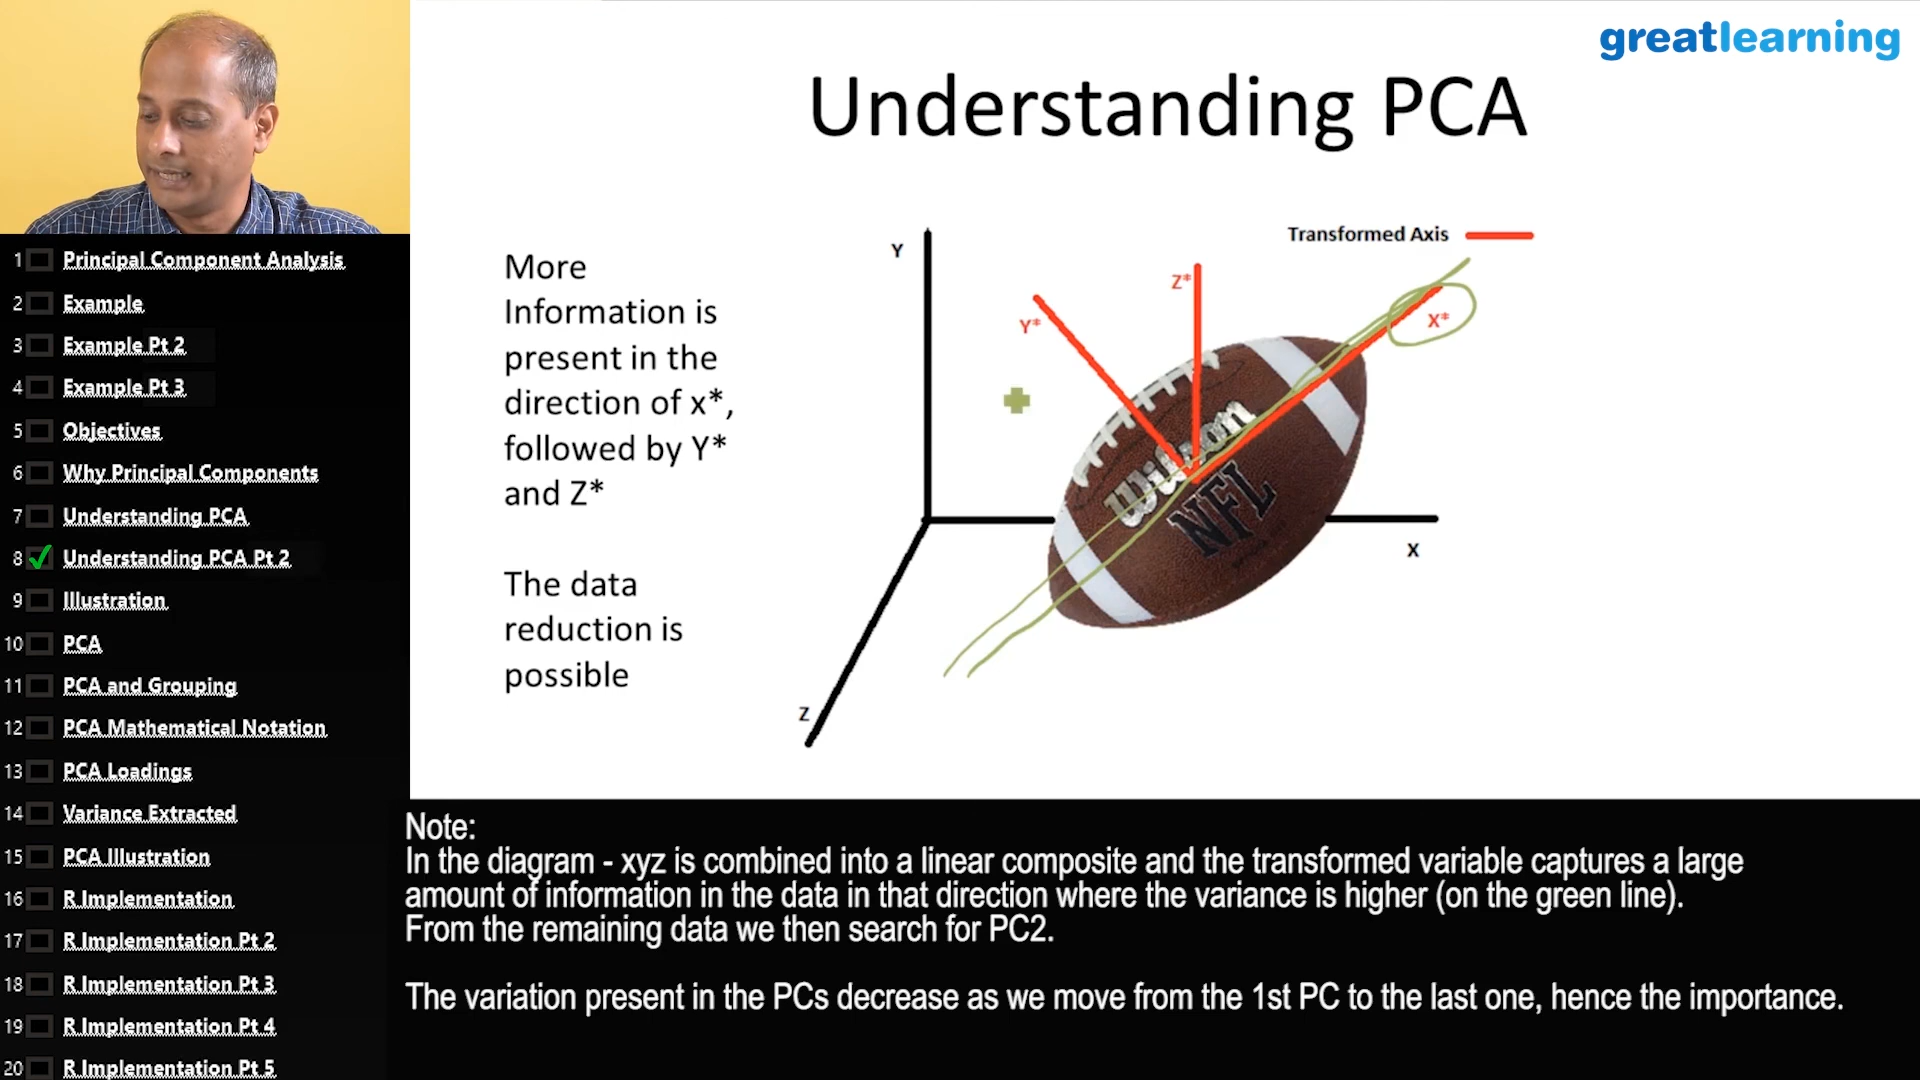 greatlearning
Understanding PCA
More
Information is
present in the
direction of x*,
followed by Y*
and Z*
The data
reduction is
possible
Transformed Axis
Y
Z*
Y*
X*
Wilson
NFL
X
Z
1 Principal Component Analysis
2 Example
3 Example Pt 2
4 Example Pt 3
5 Objectives
6 Why Principal Components
7 Understanding PCA
8 Understanding PCA Pt 2
9 Illustration
10 PCA
11 PCA and Grouping
12 PCA Mathematical Notation
13 PCA Loadings
14 Variance Extracted
15 PCA Illustration
16 R Implementation
17 R Implementation Pt 2
18 R Implementation Pt 3
19 R Implementation Pt 4
20 R Implementation Pt 5
Note:
In the diagram - xyz is combined into a linear composite and the transformed variable captures a large
amount of information in the data in that direction where the variance is higher (on the green line).
From the remaining data we then search for PC2.
The variation present in the PCs decrease as we move from the 1st PC to the last one, hence the importance.